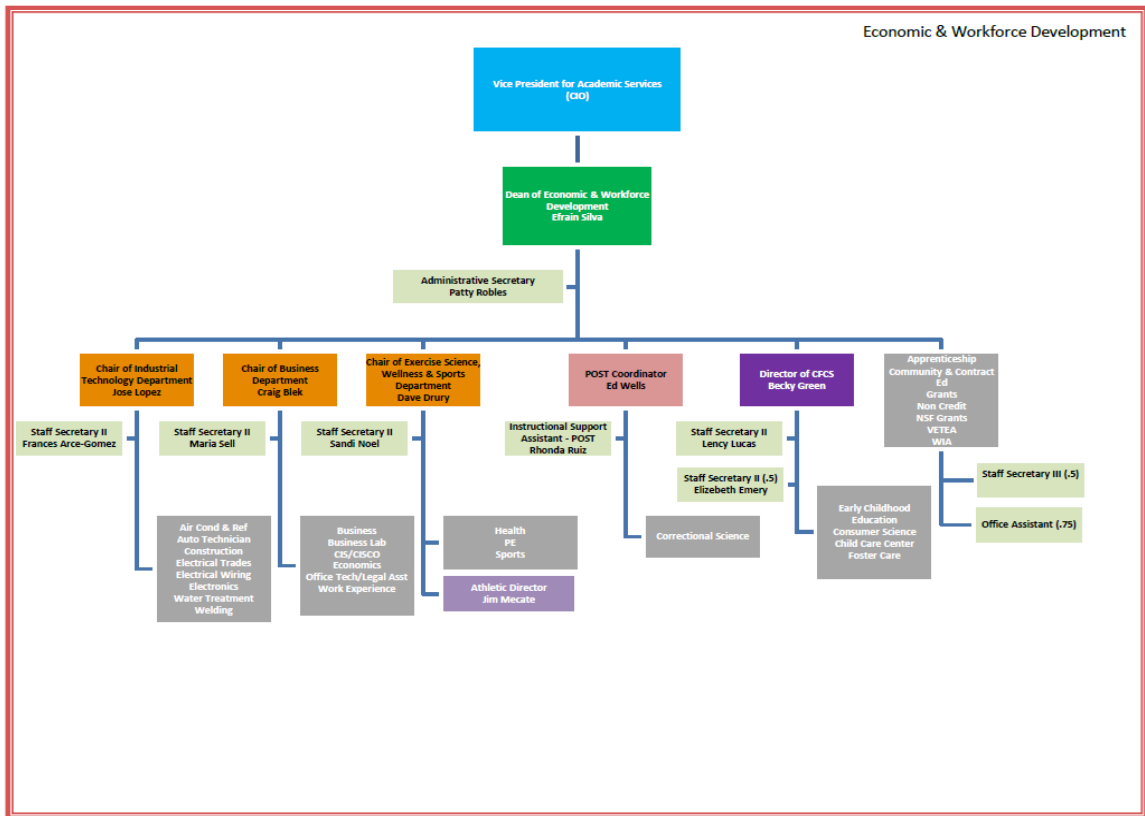 Economic & Workforce Development
Vice President for Academic Services
(CIO)
Dean of Economic & Workforce
Development
Efrain Silva
Administrative Secretary
Patty Robles
Chair of Industrial
Technology Department
Jose Lopez
Chair of Business
Department
Craig Blek
Chair of Exercise Science,
Wellness & Sports
Department
Dave Drury
POST Coordinator
Ed Wells
Director of CFCS
Becky Green
Apprenticeship
Community & Contract
Ed
Grants
Non Credit
NSF Grants
VETEA
WIA
Staff Secretary II
Frances Arce-Gomez
Staff Secretary II
Maria Sell
Staff Secretary II
Sandi Noel
Instructional Support
Assistant - POST
Rhonda Ruiz
Staff Secretary II
Lency Lucas
Staff Secretary II (.5)
Elizebeth Emery
Staff Secretary III (.5)
Office Assistant (.75)
Air Cond & Ref
Auto Technician
Construction
Electrical Trades
Electrical Wiring
Electronics
Water Treatment
Welding
Business
Business Lab
CIS/CISCO
Economics
Office Tech/Legal Asst
Work Experience
Health
PE
Sports
Athletic Director
Jim Mecate
Correctional Science
Early Childhood
Education
Consumer Science
Child Care Center
Foster Care